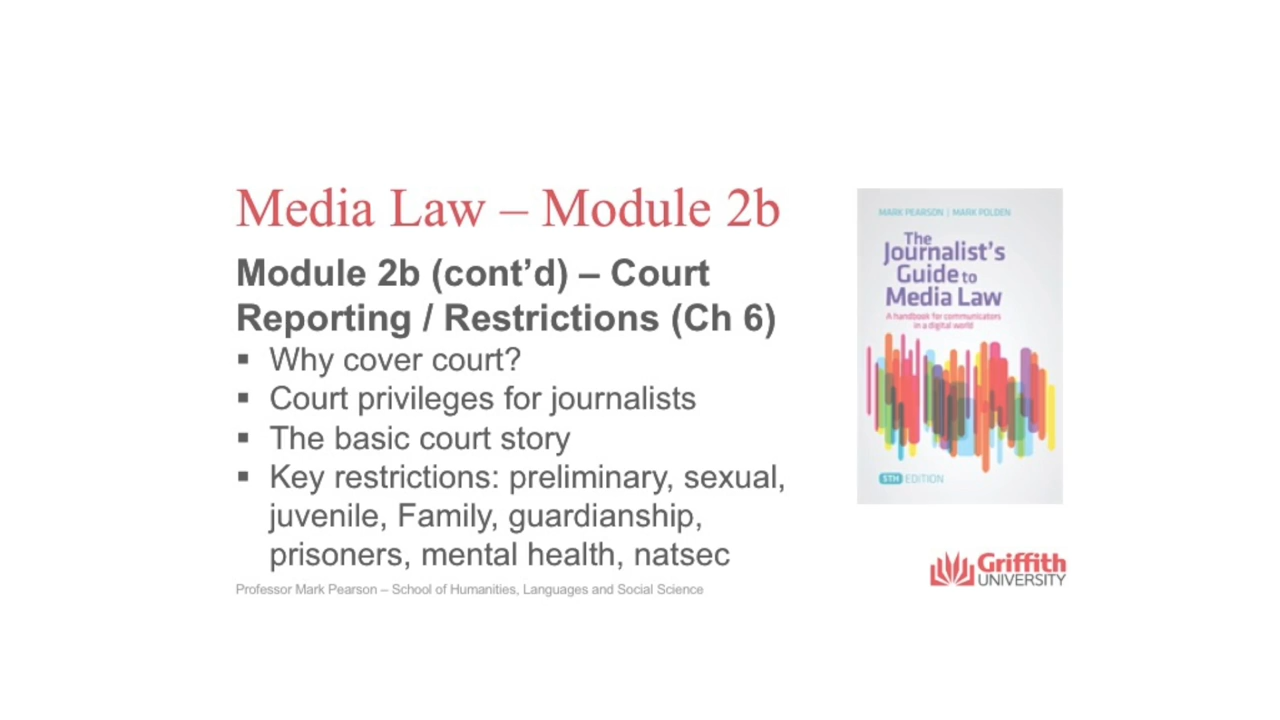 Media Law – Module 2b
Module 2b (cont’d) – Court
Reporting / Restrictions (Ch 6)
▪ Why cover court?
▪ Court privileges for journalists
▪ The basic court story
▪ Key restrictions: preliminary, sexual,
juvenile, Family, guardianship,
prisoners, mental health, natsec
Professor Mark Pearson – School of Humanities, Languages and Social Science
MARK PEARSON | MARK POLDEN
The
Journalist's
Guide to
Media Law
A handbook for communicators
in a digital world
5TH EDITION
Griffith
UNIVERSITY